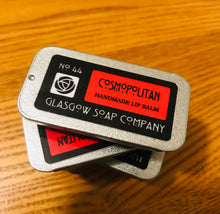 Nº 44
COSMOPOLITAN
HANDMADE LIP BALM
GLASGOW SOAP COMPANY